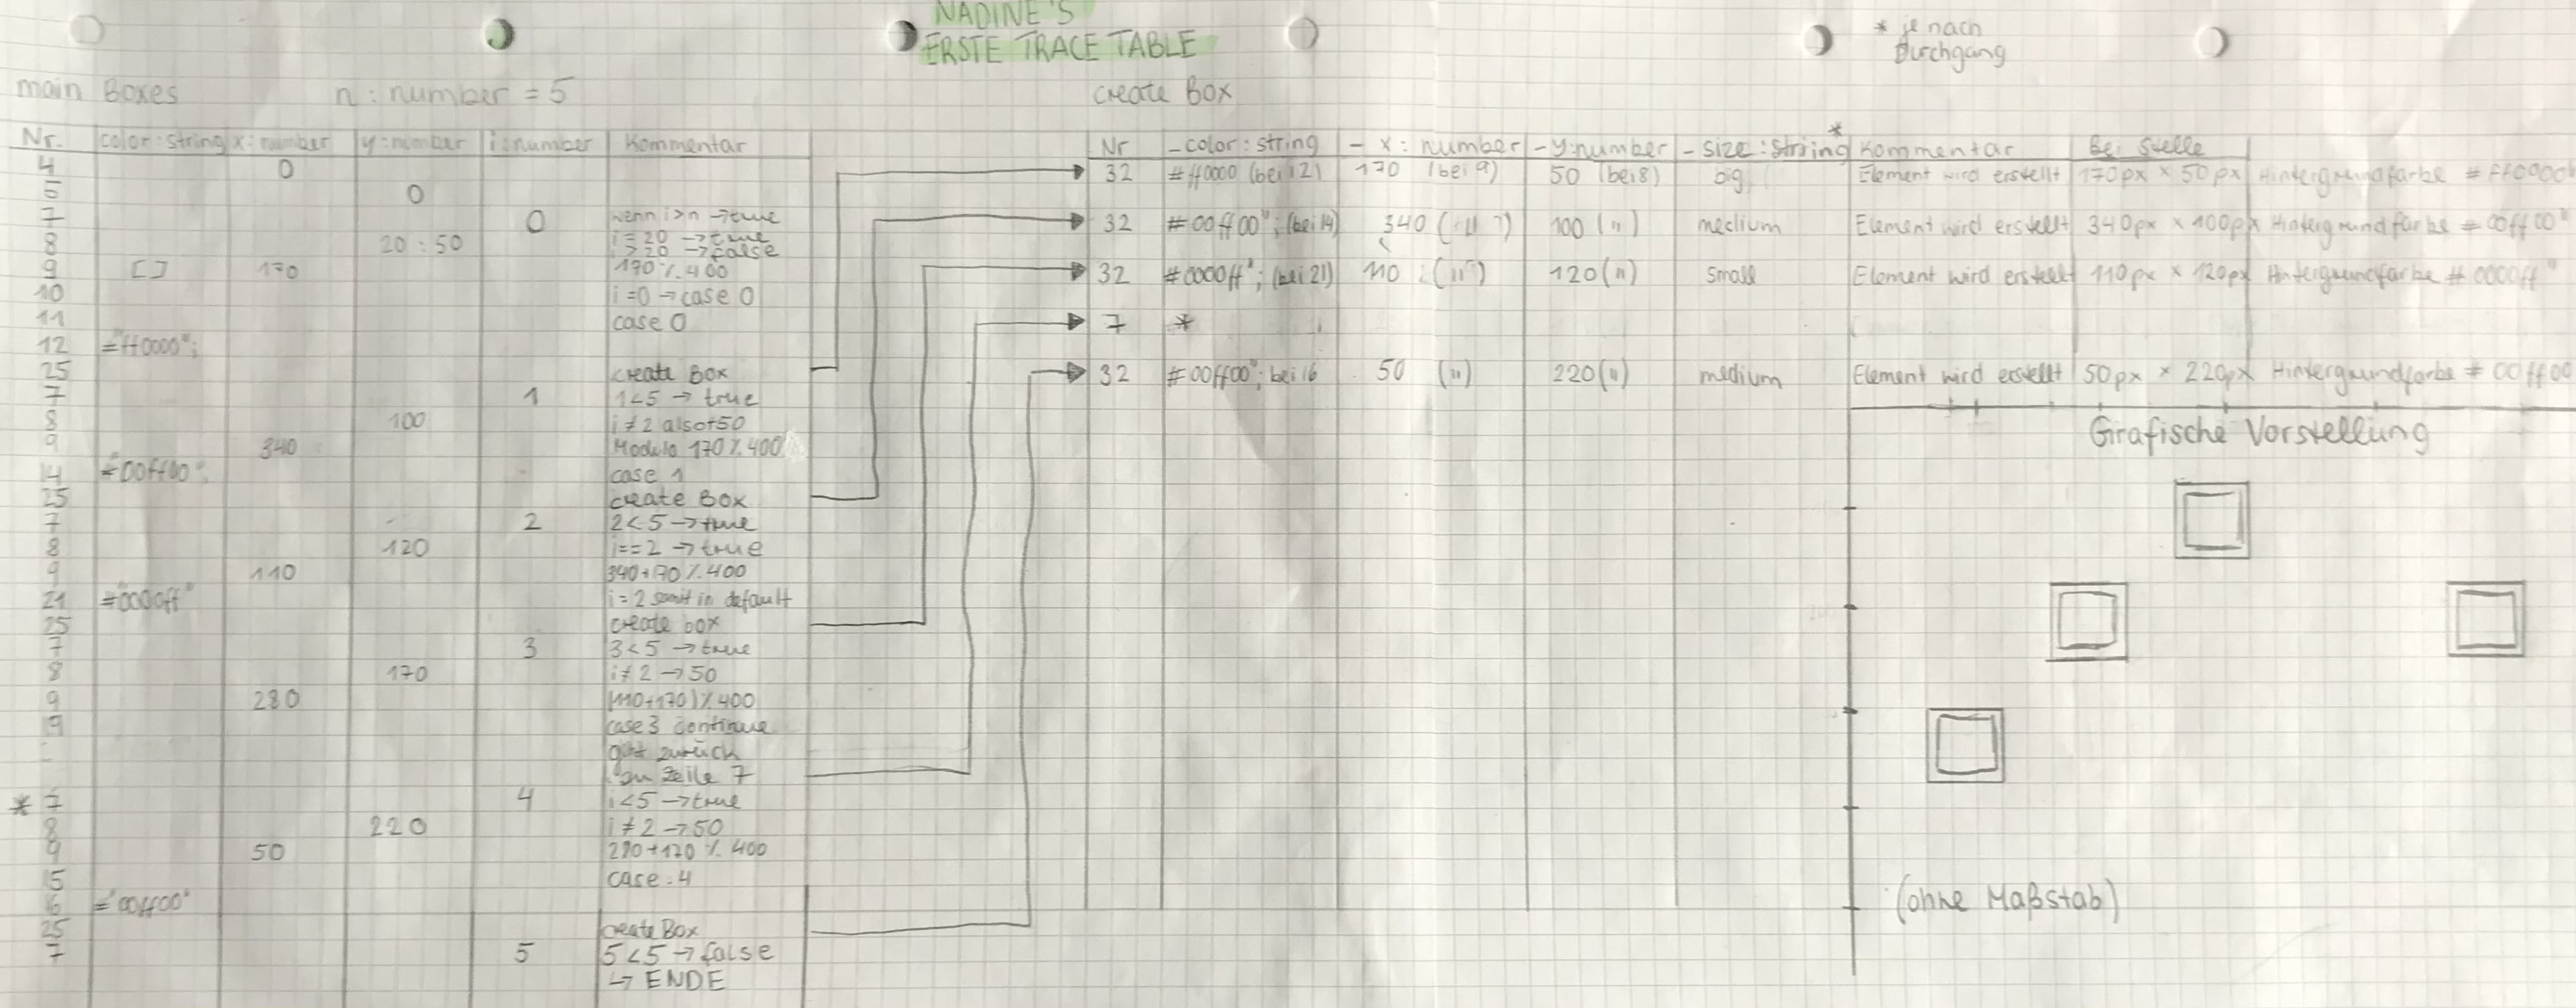 NADINE'S
ERSTE TRACE TABLE
* je nach
Durchgang
main Boxes n : number = 5
create Box
Nr. color:string x:number y:number i:number Kommentar
4 0
5 0
7 0 wenn i>n → true
i = 20 → true
8 20 : 50 i > 20 → false
9 [] 170 170 % 400
10 i = 0 → case 0
11 case 0
12 ="ff0000";
25 create Box
7 1 1<5 → true
8 100 i ≠ 2 also +50
9 340 Modulo 170 % 400
14 #00ff00";
25 case 1
create Box
7 2 2<5 → true
8 120 i==2 → true
9 110 340+170 % 400
21 =#0000ff" i = 2 somit in default
25 create box
7 3 3<5 → true
8 170 i ≠ 2 → 50
9 280 (110+170) % 400
19 case 3 continue
geht zurück
zu Zeile 7
* 7 4 i<5 → true
8 220 i ≠ 2 → 50
9 50 280+170 % 400
15 case : 4
16 ="00ff00"
25 create Box
7 5 5<5 → false
↳ ENDE
Nr _color:string - x : number - y:number - size : string * Kommentar Bei Stelle
32 #ff0000 (bei 12) 170 (bei 9) 50 (bei 8) big Element wird erstellt 170px × 50px Hintergrundfarbe #ff0000"
32 #00ff00"; (bei 14) 340 (") 100 (") medium Element wird erstellt 340px × 100px Hintergrundfarbe #00ff00"
32 #0000ff"; (bei 21) 110 (") 120 (") small Element wird erstellt 110px × 120px Hintergrundfarbe #0000ff"
7 *
32 #00ff00"; bei 16 50 (") 220 (") medium Element wird erstellt 50px × 220px Hintergrundfarbe #00ff00
Grafische Vorstellung
(ohne Maßstab)